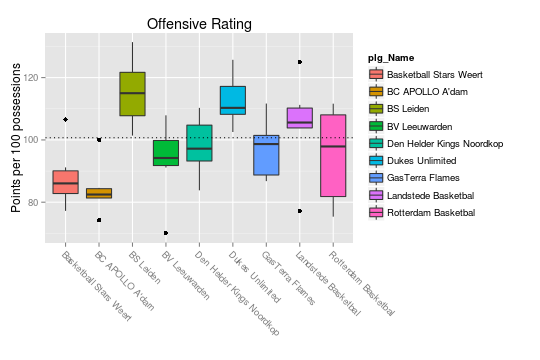 Offensive Rating
Points per 100 possessions
120
100
80
Basketball Stars Weert
BC APOLLO A'dam
BS Leiden
BV Leeuwarden
Den Helder Kings Noordkop
Dukes Unlimited
GasTerra Flames
Landstede Basketbal
Rotterdam Basketbal
plg_Name
Basketball Stars Weert
BC APOLLO A'dam
BS Leiden
BV Leeuwarden
Den Helder Kings Noordkop
Dukes Unlimited
GasTerra Flames
Landstede Basketbal
Rotterdam Basketbal